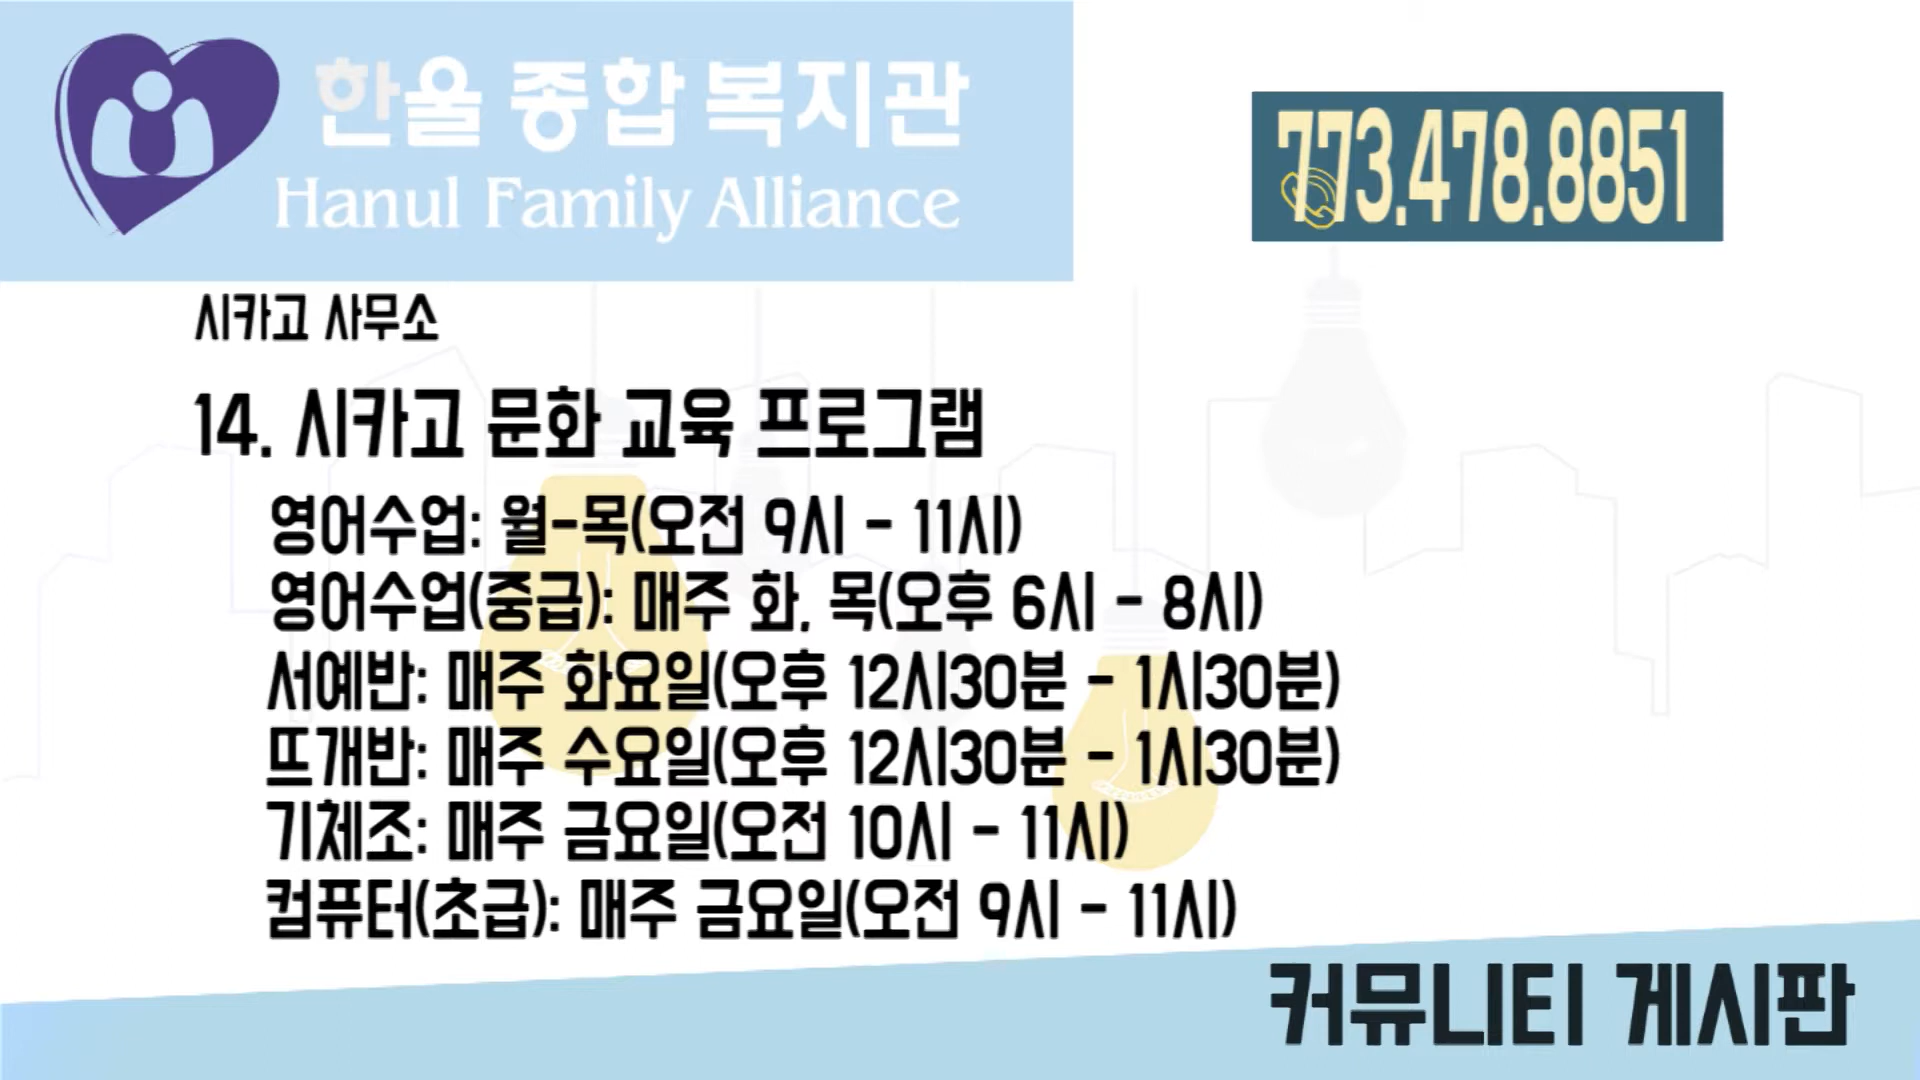 한울 종합 복지관
Hanul Family Alliance
773.478.8851
시카고 사무소
14. 시카고 문화 교육 프로그램
영어수업: 월-목(오전 9시 - 11시)
영어수업(중급): 매주 화, 목(오후 6시 - 8시)
서예반: 매주 화요일(오후 12시30분 - 1시30분)
뜨개반: 매주 수요일(오후 12시30분 - 1시30분)
기체조: 매주 금요일(오전 10시 - 11시)
컴퓨터(초급): 매주 금요일(오전 9시 - 11시)
커뮤니티 게시판